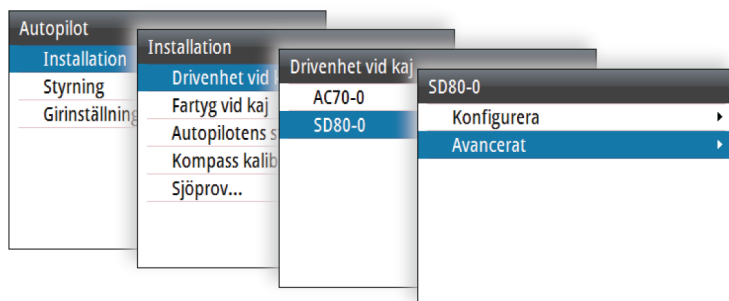 Autopilot
Installation
Styrning
Girinställning
Installation
Drivenhet vid
Fartyg vid kaj
Autopilotens
Kompass kalib
Sjöprov...
Drivenhet vid kaj
AC70-0
SD80-0
SD80-0
Konfigurera
Avancerat